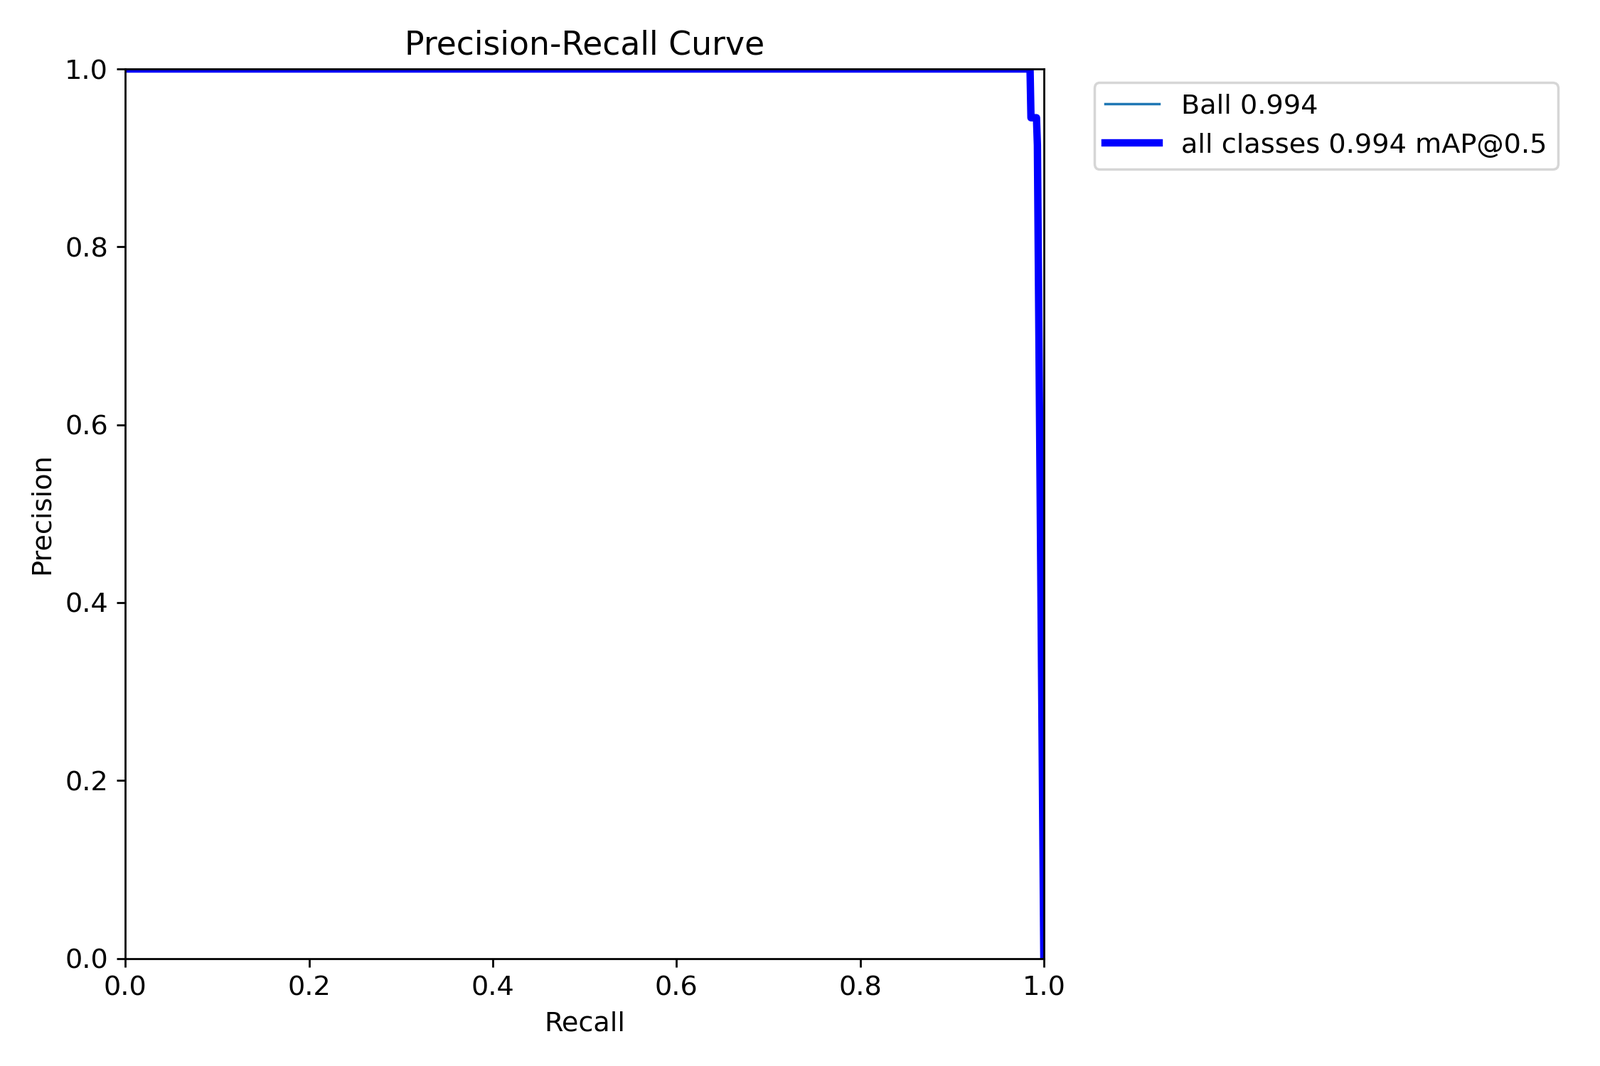 Precision-Recall Curve
Ball 0.994
all classes 0.994 mAP@0.5
1.0
0.8
0.6
0.4
0.2
0.0
Precision
0.0 0.2 0.4 0.6 0.8 1.0
Recall